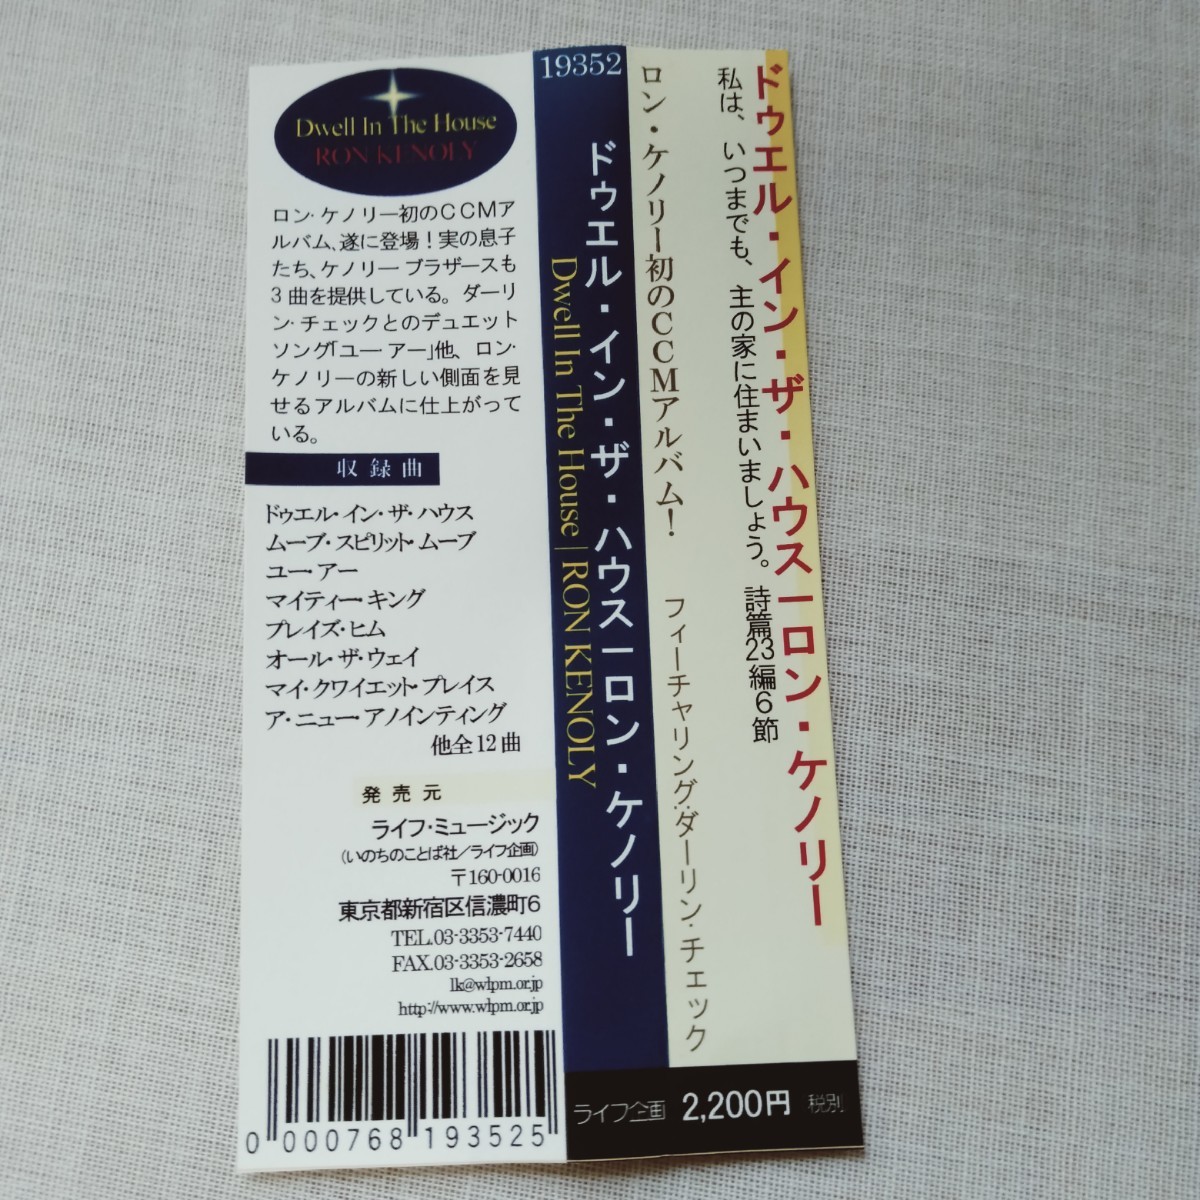 Dwell In The House
RON KENOLY
ロン・ケノリー初のCCMア
ルバム、遂に登場！実の息子
たち、ケノリー ブラザースも
3曲を提供している。ダーリ
ン・チェックとのデュエット
ソング「ユー アー」他、ロン・
ケノリーの新しい側面を見
せるアルバムに仕上がって
いる。
収録曲
ドゥエル・イン・ザ・ハウス
ムーブ・スピリット・ムーブ
ユー・アー
マイティー・キング
プレイズ・ヒム
オール・ザ・ウェイ
マイ・クワイエット・プレイス
ア・ニュー・アノインティング
他全12曲
発売元
ライフ・ミュージック
（いのちのことば社／ライフ企画）
〒160-0016
東京都新宿区信濃町6
TEL.03-3353-7440
FAX.03-3353-2658
lk@wlpm.or.jp
http://www.wlpm.or.jp
0 000768 193525
19352
ドゥエル・イン・ザ・ハウス｜ロン・ケノリー
Dwell In The House | RON KENOLY
ドゥエル・イン・ザ・ハウス｜ロン・ケノリー
私は、いつまでも、主の家に住まいましょう。詩篇23編6節
ロン・ケノリー初のCCMアルバム！ フィーチャリング:ダーリン・チェック
ライフ企画 2,200円 税別